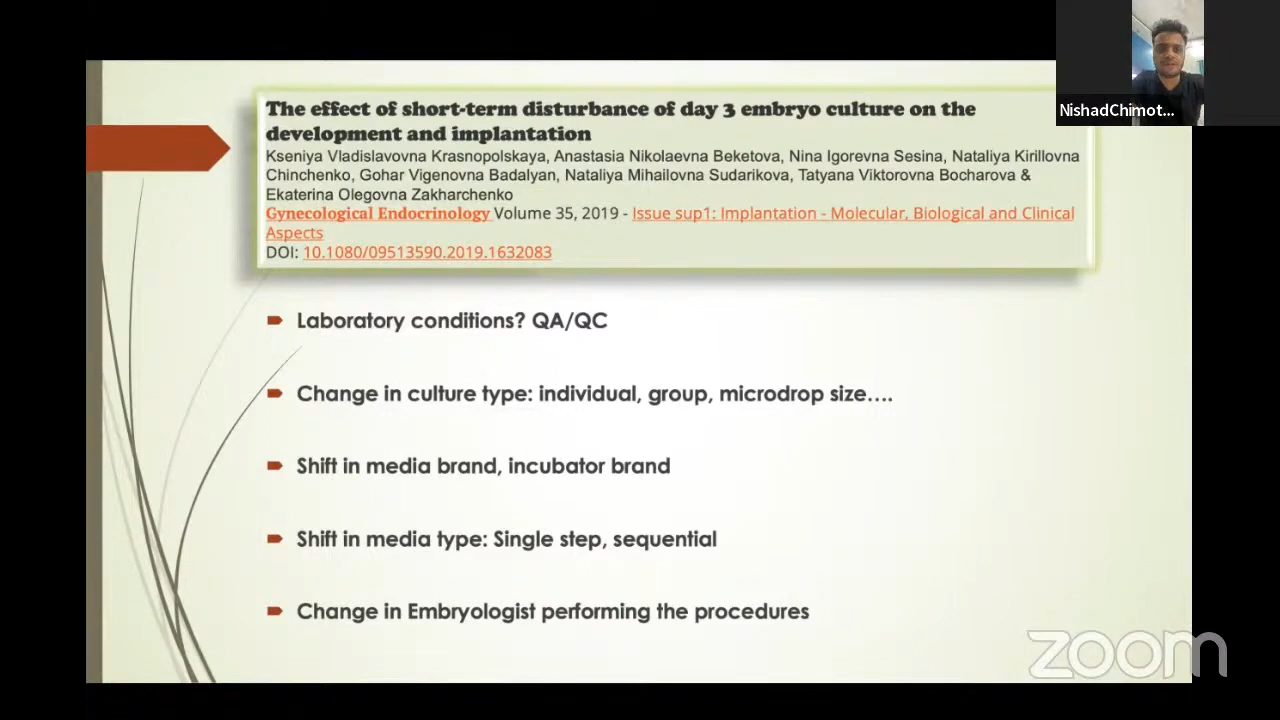 The effect of short-term disturbance of day 3 embryo culture on the
development and implantation
Kseniya Vladislavovna Krasnopolskaya, Anastasia Nikolaevna Beketova, Nina Igorevna Sesina, Nataliya Kirillovna
Chinchenko, Gohar Vigenovna Badalyan, Nataliya Mihailovna Sudarikova, Tatyana Viktorovna Bocharova &
Ekaterina Olegovna Zakharchenko
Gynecological Endocrinology Volume 35, 2019 - Issue sup1: Implantation - Molecular, Biological and Clinical
Aspects
DOI: 10.1080/09513590.2019.1632083
NishadChimot...
Laboratory conditions? QA/QC
Change in culture type: individual, group, microdrop size....
Shift in media brand, incubator brand
Shift in media type: Single step, sequential
Change in Embryologist performing the procedures
zoom